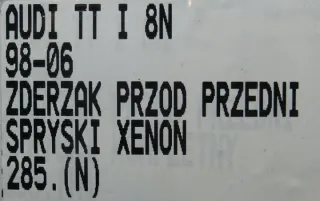 AUDI TT I 8N
98-06
ZDERZAK PRZOD PRZEDNI
SPRYSKI XENON
285.(N)